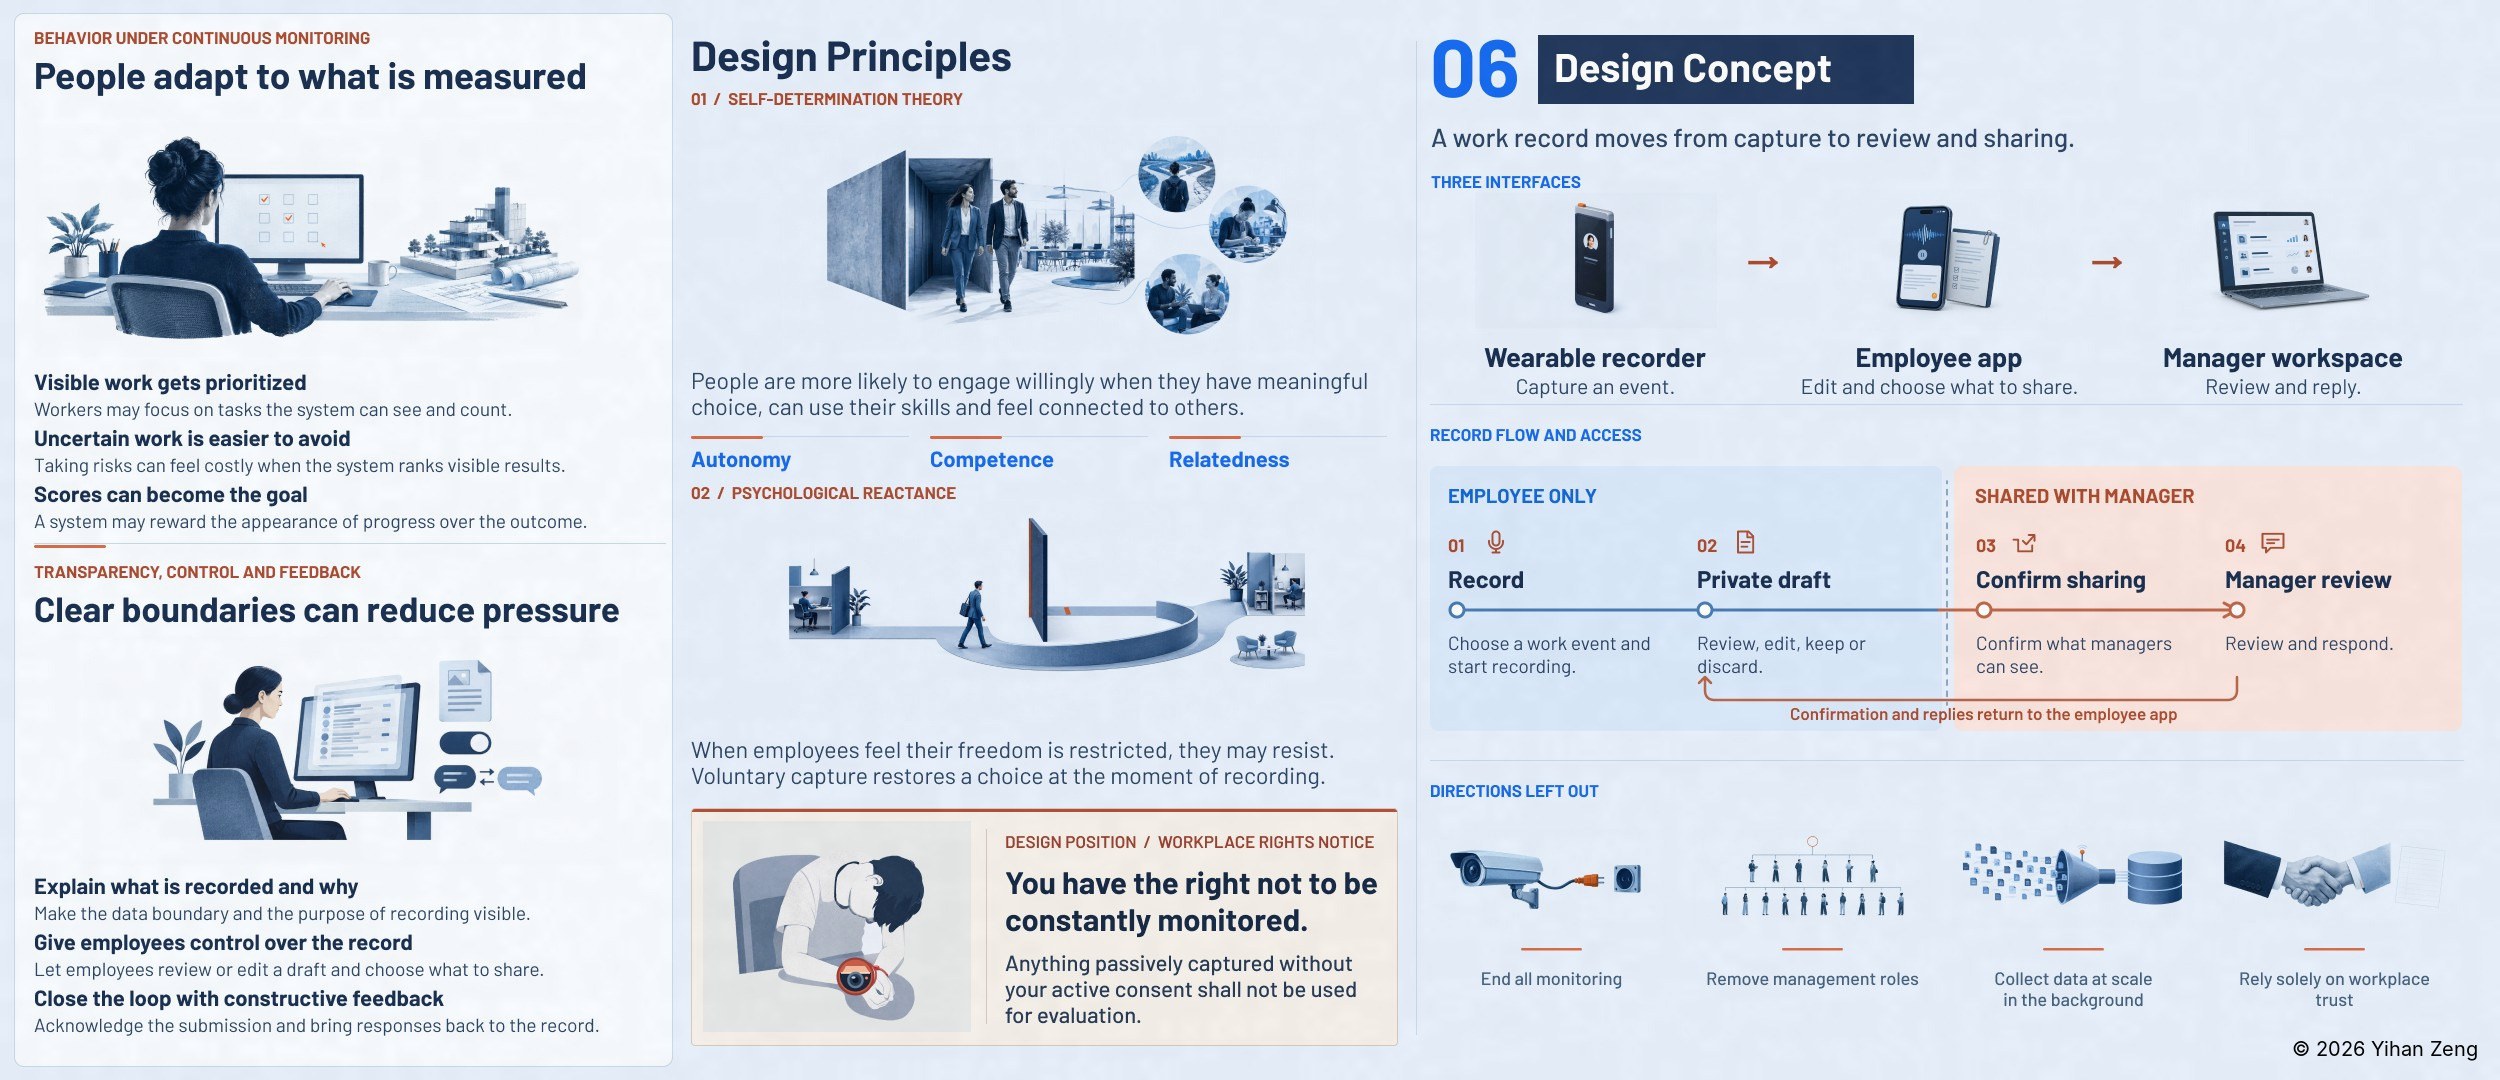 BEHAVIOR UNDER CONTINUOUS MONITORING
People adapt to what is measured
Visible work gets prioritized
Workers may focus on tasks the system can see and count.
Uncertain work is easier to avoid
Taking risks can feel costly when the system ranks visible results.
Scores can become the goal
A system may reward the appearance of progress over the outcome.
TRANSPARENCY, CONTROL AND FEEDBACK
Clear boundaries can reduce pressure
Explain what is recorded and why
Make the data boundary and the purpose of recording visible.
Give employees control over the record
Let employees review or edit a draft and choose what to share.
Close the loop with constructive feedback
Acknowledge the submission and bring responses back to the record.
Design Principles
01 / SELF-DETERMINATION THEORY
People are more likely to engage willingly when they have meaningful
choice, can use their skills and feel connected to others.
Autonomy
Competence
Relatedness
02 / PSYCHOLOGICAL REACTANCE
When employees feel their freedom is restricted, they may resist.
Voluntary capture restores a choice at the moment of recording.
DESIGN POSITION / WORKPLACE RIGHTS NOTICE
You have the right not to be
constantly monitored.
Anything passively captured without
your active consent shall not be used
for evaluation.
06
Design Concept
A work record moves from capture to review and sharing.
THREE INTERFACES
Wearable recorder
Capture an event.
Employee app
Edit and choose what to share.
Manager workspace
Review and reply.
RECORD FLOW AND ACCESS
EMPLOYEE ONLY
01
Record
Choose a work event and
start recording.
02
Private draft
Review, edit, keep or
discard.
SHARED WITH MANAGER
03
Confirm sharing
Confirm what managers
can see.
04
Manager review
Review and respond.
Confirmation and replies return to the employee app
DIRECTIONS LEFT OUT
End all monitoring
Remove management roles
Collect data at scale
in the background
Rely solely on workplace
trust
© 2026 Yihan Zeng